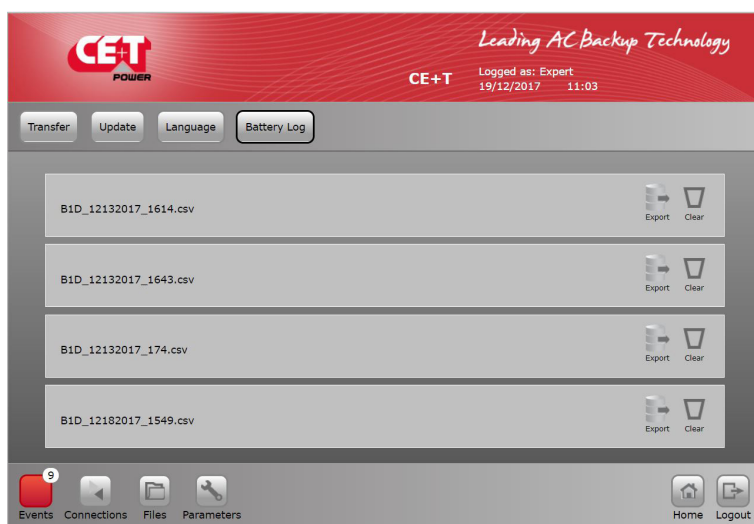 CE+T
POWER
Leading AC Backup Technology
CE+T
Logged as: Expert
19/12/2017 11:03
Transfer Update Language Battery Log
B1D_12132017_1614.csv
Export Clear
B1D_12132017_1643.csv
Export Clear
B1D_12132017_174.csv
Export Clear
B1D_12182017_1549.csv
Export Clear
9
Events Connections Files Parameters Home Logout